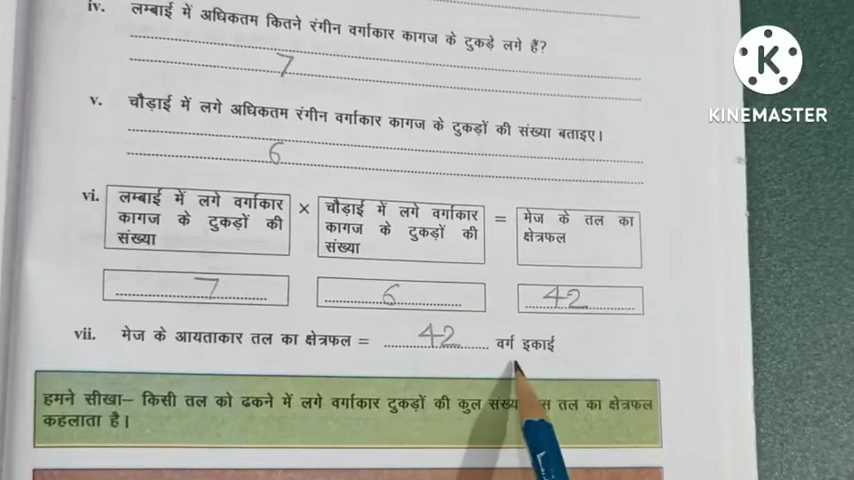 iv. लम्बाई में अधिकतम कितने रंगीन वर्गाकार कागज के टुकड़े लगे हैं?
7
v. चौड़ाई में लगे अधिकतम रंगीन वर्गाकार कागज के टुकड़ों की संख्या बताइए।
6
vi. लम्बाई में लगे वर्गाकार कागज के टुकड़ों की संख्या × चौड़ाई में लगे वर्गाकार कागज के टुकड़ों की संख्या = मेज के तल का क्षेत्रफल
7 6 42
vii. मेज के आयताकार तल का क्षेत्रफल = 42 वर्ग इकाई
हमने सीखा– किसी तल को ढकने में लगे वर्गाकार टुकड़ों की कुल तल का क्षेत्रफल
कहलाता है।
K
KINEMASTER